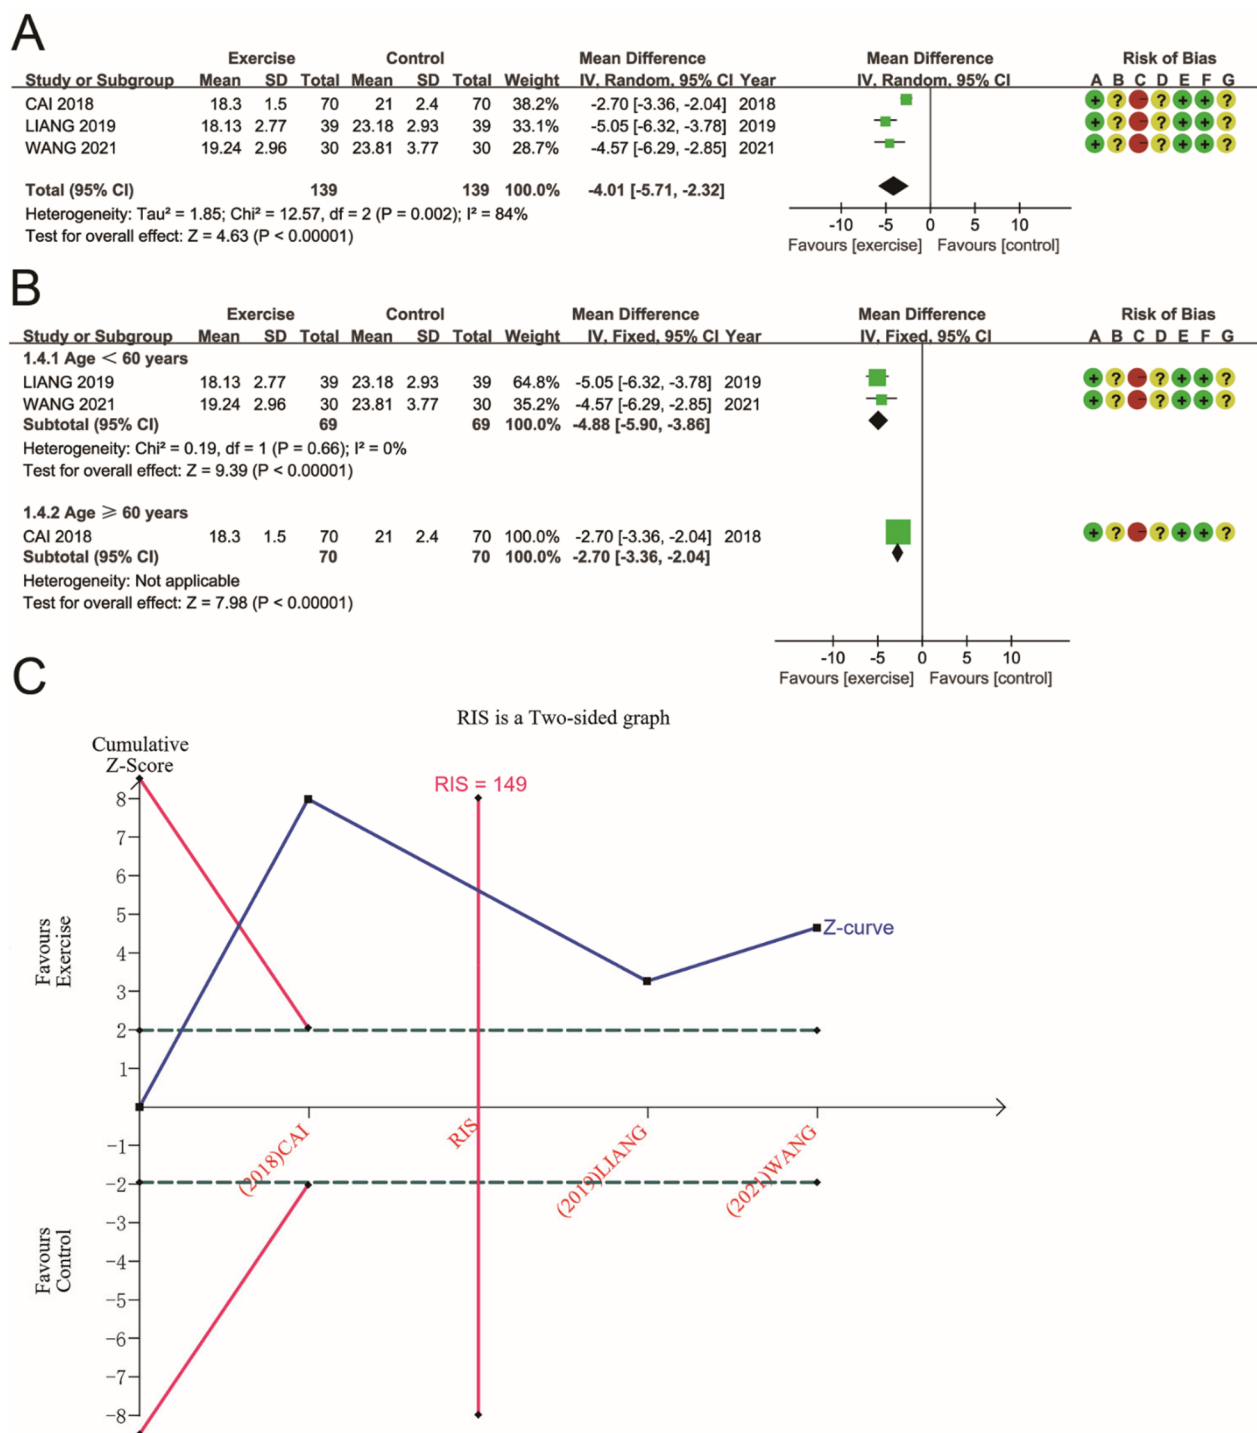 A
Exercise Control Mean Difference Mean Difference Risk of Bias
Study or Subgroup Mean SD Total Mean SD Total Weight IV, Random, 95% CI Year IV, Random, 95% CI A B C D E F G
CAI 2018 18.3 1.5 70 21 2.4 70 38.2% -2.70 [-3.36, -2.04] 2018 + ? - ? + + ?
LIANG 2019 18.13 2.77 39 23.18 2.93 39 33.1% -5.05 [-6.32, -3.78] 2019 + ? - ? + + ?
WANG 2021 19.24 2.96 30 23.81 3.77 30 28.7% -4.57 [-6.29, -2.85] 2021 + ? - ? + + ?
Total (95% CI) 139 139 100.0% -4.01 [-5.71, -2.32]
Heterogeneity: Tau² = 1.85; Chi² = 12.57, df = 2 (P = 0.002); I² = 84%
Test for overall effect: Z = 4.63 (P < 0.00001)
-10 -5 0 5 10
Favours [exercise] Favours [control]
B
Exercise Control Mean Difference Mean Difference Risk of Bias
Study or Subgroup Mean SD Total Mean SD Total Weight IV, Fixed, 95% CI Year IV, Fixed, 95% CI A B C D E F G
1.4.1 Age < 60 years
LIANG 2019 18.13 2.77 39 23.18 2.93 39 64.8% -5.05 [-6.32, -3.78] 2019 + ? - ? + + ?
WANG 2021 19.24 2.96 30 23.81 3.77 30 35.2% -4.57 [-6.29, -2.85] 2021 + ? - ? + + ?
Subtotal (95% CI) 69 69 100.0% -4.88 [-5.90, -3.86]
Heterogeneity: Chi² = 0.19, df = 1 (P = 0.66); I² = 0%
Test for overall effect: Z = 9.39 (P < 0.00001)
1.4.2 Age ≥ 60 years
CAI 2018 18.3 1.5 70 21 2.4 70 100.0% -2.70 [-3.36, -2.04] 2018 + ? - ? + + ?
Subtotal (95% CI) 70 70 100.0% -2.70 [-3.36, -2.04]
Heterogeneity: Not applicable
Test for overall effect: Z = 7.98 (P < 0.00001)
-10 -5 0 5 10
Favours [exercise] Favours [control]
C
RIS is a Two-sided graph
Cumulative
Z-Score
RIS = 149
8
7
6
5
4
3
2
1
-1
-2
-3
-4
-5
-6
-7
-8
Favours
Exercise
Favours
Control
Z-curve
(2018)CAI
RIS
(2019)LIANG
(2021)WANG